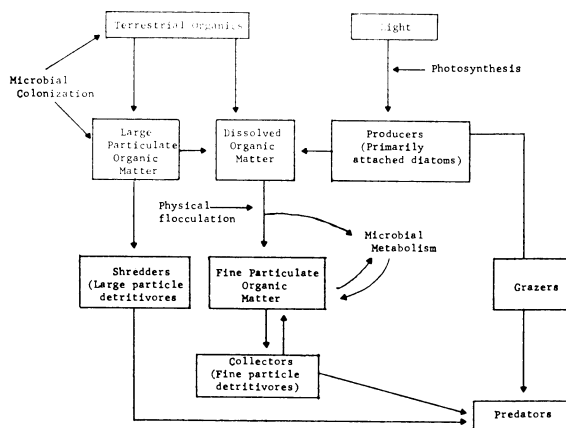 Terrestrial Organics
Light
Photosynthesis
Microbial
Colonization
Large
Particulate
Organic
Matter
Dissolved
Organic
Matter
Producers
(Primarily
attached diatoms)
Physical
flocculation
Microbial
Metabolism
Shredders
(Large particle
detritivores
Fine Particulate
Organic
Matter
Grazers
Collectors
(Fine particle
detritivores)
Predators